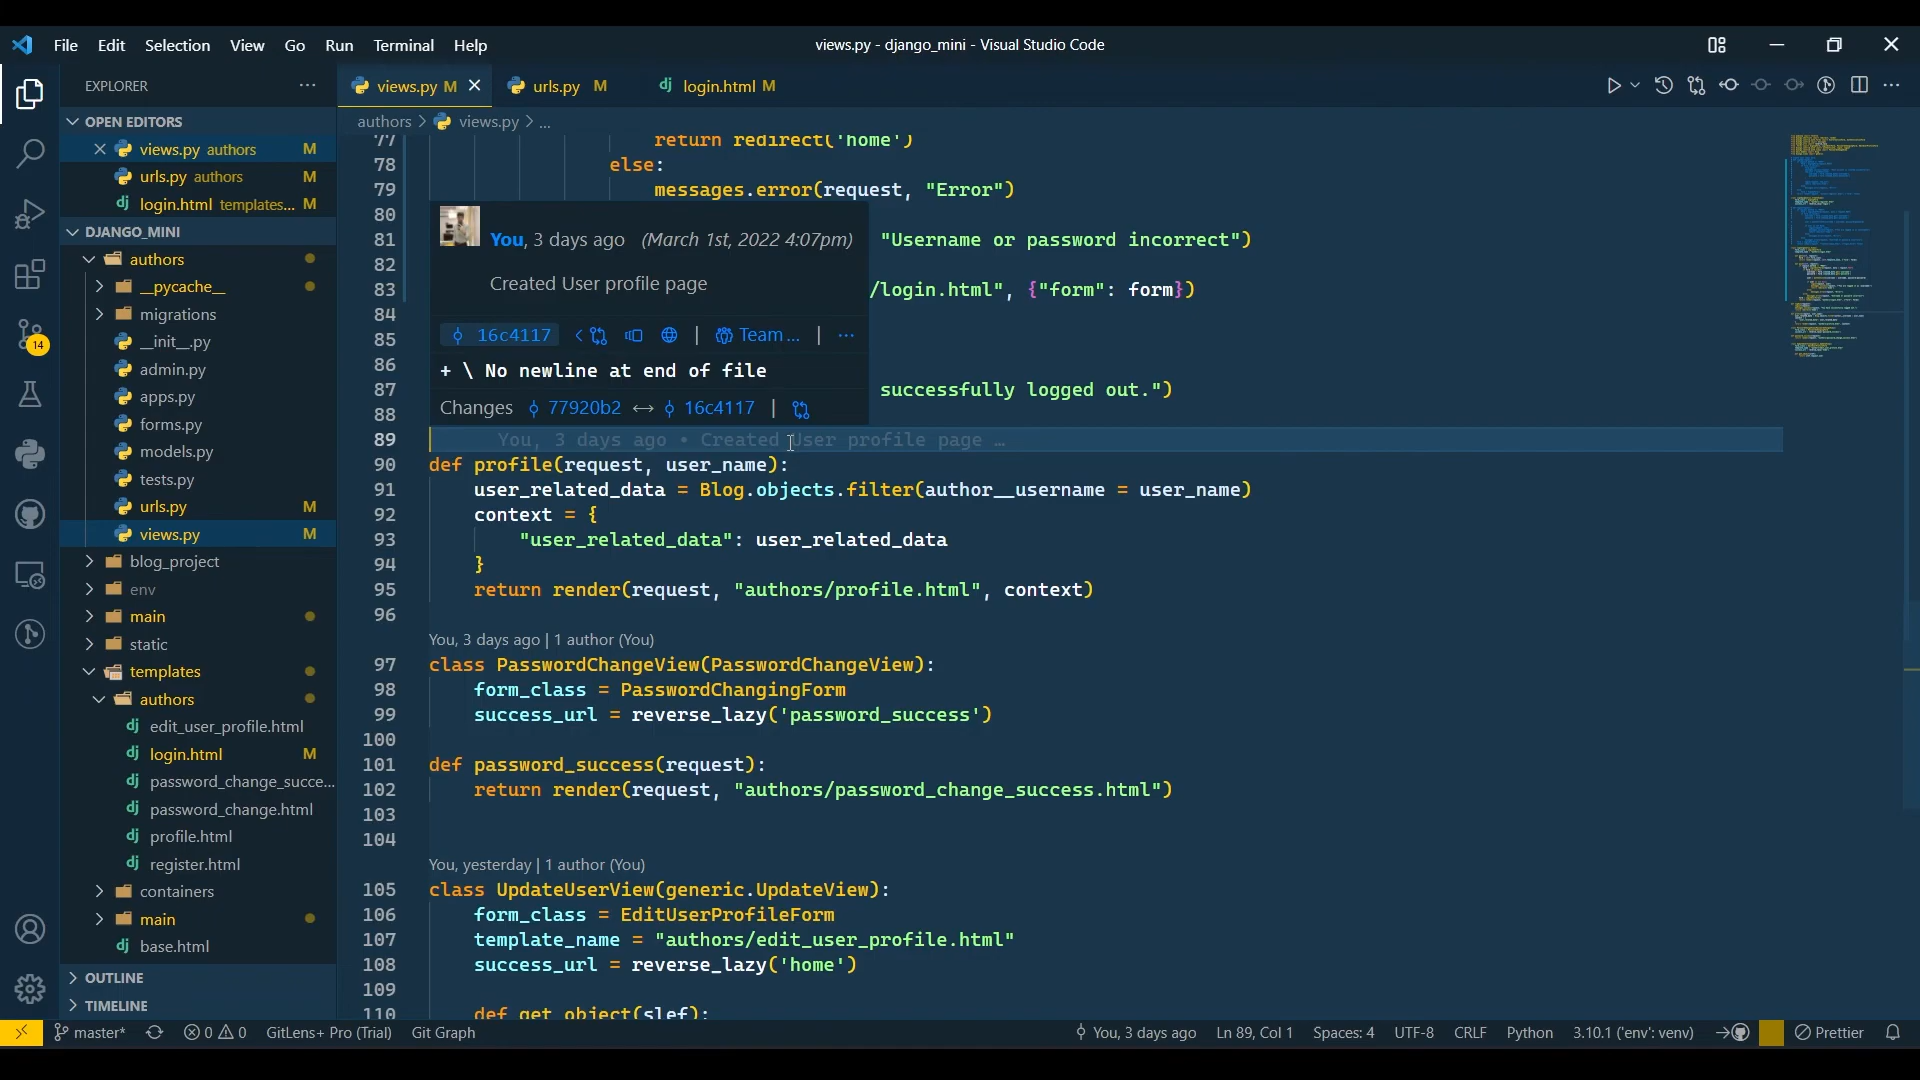 File Edit Selection View Go Run Terminal Help
views.py - django_mini - Visual Studio Code
EXPLORER
OPEN EDITORS
views.py authors M
urls.py authors M
login.html templates... M
DJANGO_MINI
authors
__pycache__
migrations
__init__.py
admin.py
apps.py
forms.py
models.py
tests.py
urls.py M
views.py M
blog_project
env
main
static
templates
authors
edit_user_profile.html
login.html M
password_change_succe...
password_change.html
profile.html
register.html
containers
main
base.html
OUTLINE
TIMELINE
14
views.py M
urls.py M
login.html M
authors > views.py > ...
77 return redirect('home')
78 else:
79 messages.error(request, "Error")
80
81 "Username or password incorrect")
82
83 /login.html", {"form": form})
84
85
86
87 successfully logged out.")
88
You, 3 days ago (March 1st, 2022 4:07pm)
Created User profile page
16c4117 | Team... | ...
+ \ No newline at end of file
Changes 77920b2 ↔ 16c4117 |
89 You, 3 days ago • Created User profile page …
90 def profile(request, user_name):
91 user_related_data = Blog.objects.filter(author__username = user_name)
92 context = {
93 "user_related_data": user_related_data
94 }
95 return render(request, "authors/profile.html", context)
96
You, 3 days ago | 1 author (You)
97 class PasswordChangeView(PasswordChangeView):
98 form_class = PasswordChangingForm
99 success_url = reverse_lazy('password_success')
100
101 def password_success(request):
102 return render(request, "authors/password_change_success.html")
103
104
You, yesterday | 1 author (You)
105 class UpdateUserView(generic.UpdateView):
106 form_class = EditUserProfileForm
107 template_name = "authors/edit_user_profile.html"
108 success_url = reverse_lazy('home')
109
110 def get_object(slef):
master* 0 0 GitLens+ Pro (Trial) Git Graph
You, 3 days ago Ln 89, Col 1 Spaces: 4 UTF-8 CRLF Python 3.10.1 ('env': venv) Prettier